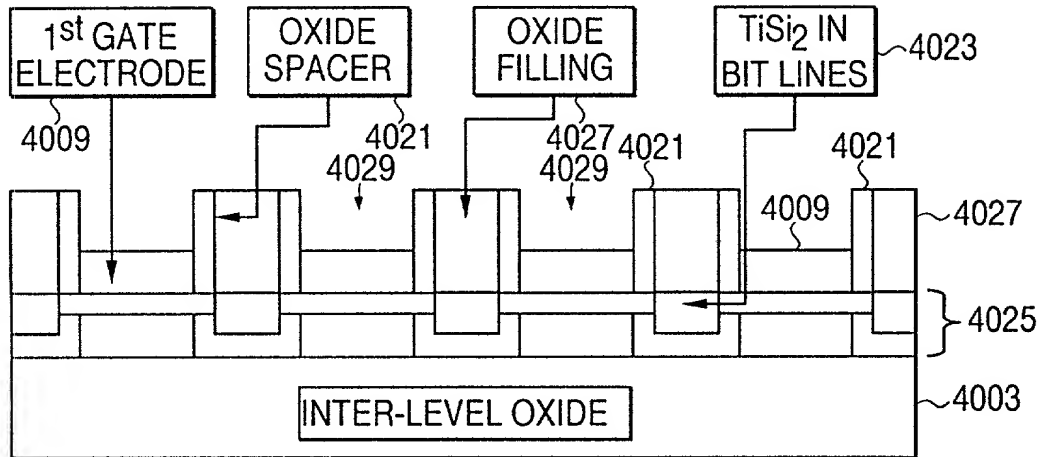 1st GATE
ELECTRODE
OXIDE
SPACER
OXIDE
FILLING
TiSi2 IN
BIT LINES
4023
4009
4021
4027
4029
4029
4021
4021
4009
4027
4025
4003
INTER-LEVEL OXIDE